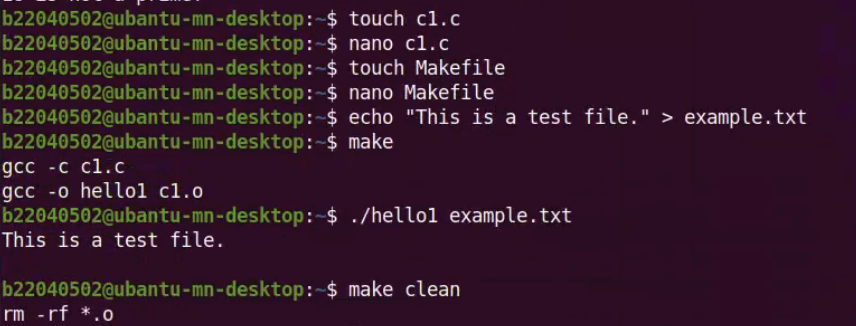 b22040502@ubantu-mn-desktop:~$ touch c1.c
b22040502@ubantu-mn-desktop:~$ nano c1.c
b22040502@ubantu-mn-desktop:~$ touch Makefile
b22040502@ubantu-mn-desktop:~$ nano Makefile
b22040502@ubantu-mn-desktop:~$ echo "This is a test file." > example.txt
b22040502@ubantu-mn-desktop:~$ make
gcc -c c1.c
gcc -o hello1 c1.o
b22040502@ubantu-mn-desktop:~$ ./hello1 example.txt
This is a test file.
b22040502@ubantu-mn-desktop:~$ make clean
rm -rf *.o